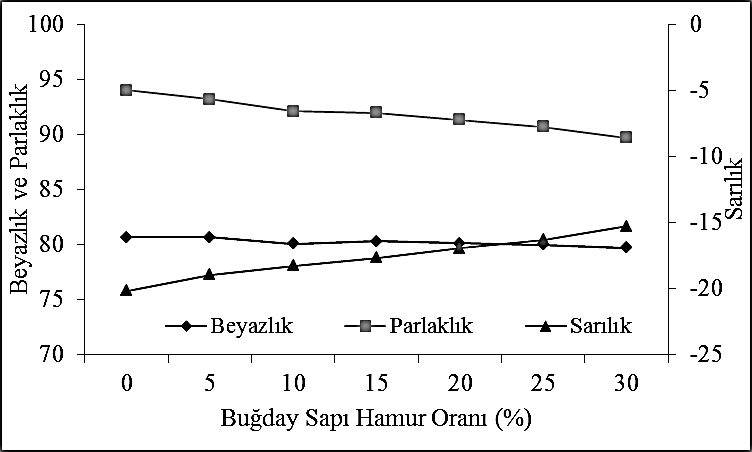 100
95
90
85
80
75
70
Beyazlık ve Parlaklık
0
-5
-10
-15
-20
-25
Sarılık
Beyazlık Parlaklık Sarılık
0 5 10 15 20 25 30
Buğday Sapı Hamur Oranı (%)